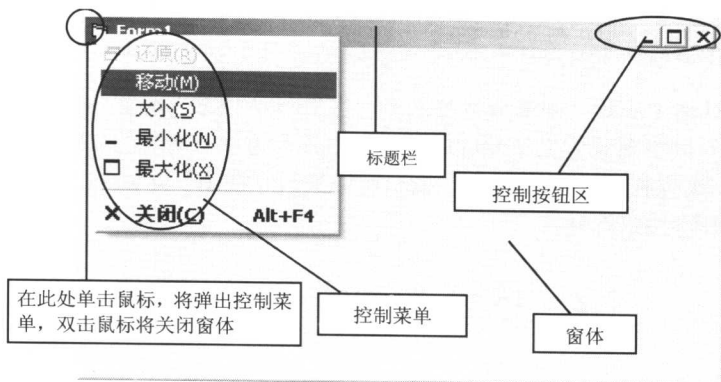 Form1
还原(R)
移动(M)
大小(S)
最小化(N)
最大化(X)
关闭(C) Alt+F4
标题栏
控制按钮区
在此处单击鼠标，将弹出控制菜
单，双击鼠标将关闭窗体
控制菜单
窗体